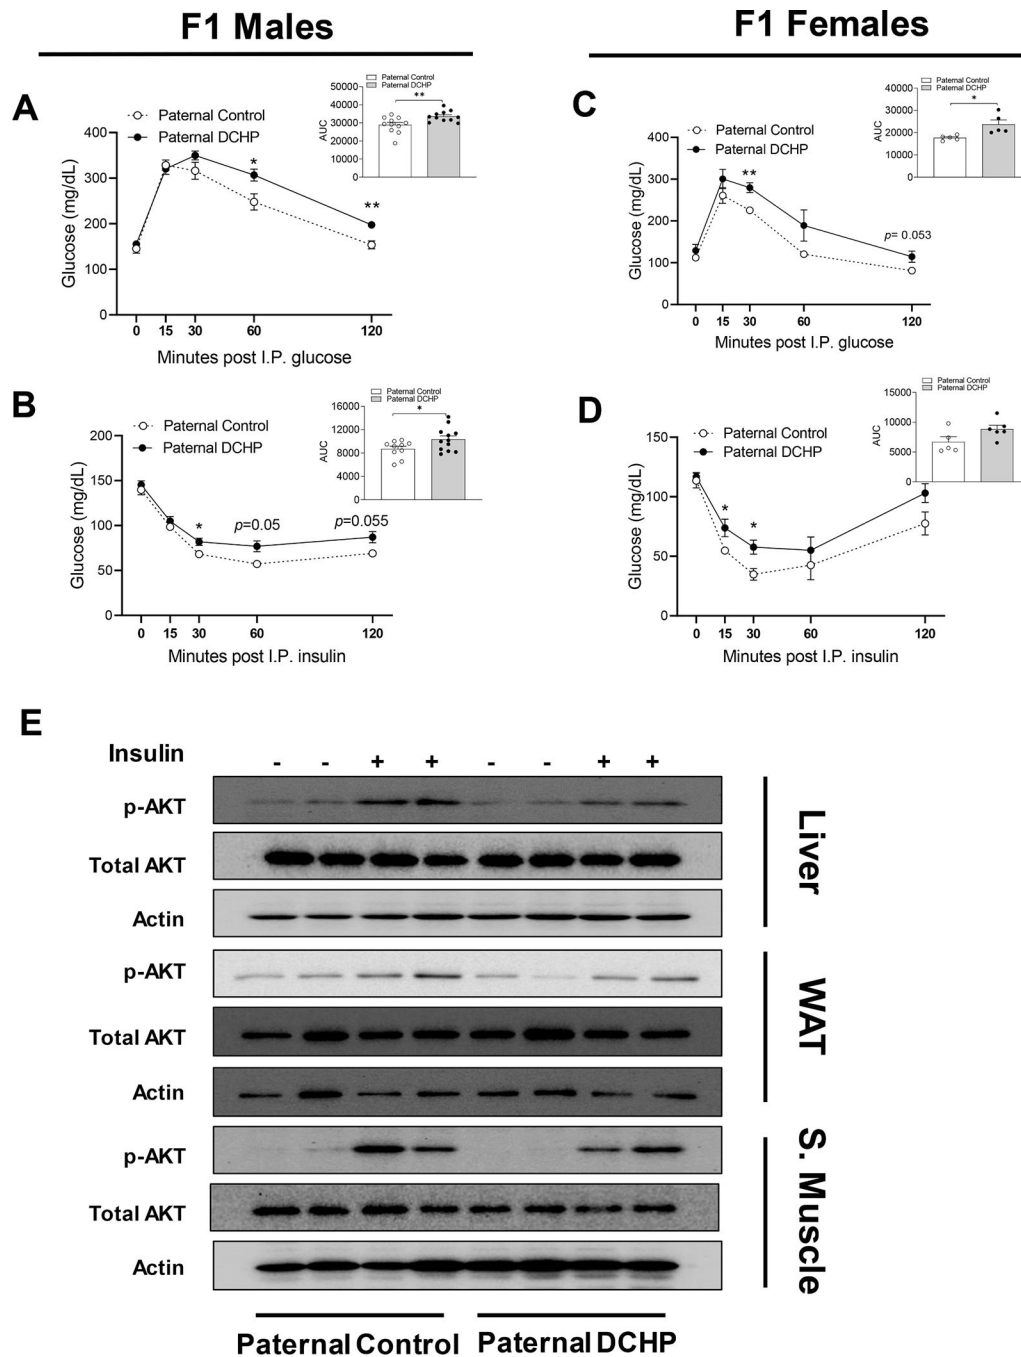 F1 Males
F1 Females
A
Paternal Control
Paternal DCHP
Glucose (mg/dL)
400
300
200
100
0
*
**
0 15 30 60 120
Minutes post I.P. glucose
Paternal Control
Paternal DCHP
AUC
50000
40000
30000
20000
10000
0
**
C
Paternal Control
Paternal DCHP
Glucose (mg/dL)
400
300
200
100
0
**
p= 0.053
0 15 30 60 120
Minutes post I.P. glucose
Paternal Control
Paternal DCHP
AUC
40000
30000
20000
10000
0
*
B
Paternal Control
Paternal DCHP
Glucose (mg/dL)
200
150
100
50
0
*
p=0.05
p=0.055
0 15 30 60 120
Minutes post I.P. insulin
Paternal Control
Paternal DCHP
AUC
16000
12000
8000
4000
0
*
D
Paternal Control
Paternal DCHP
Glucose (mg/dL)
150
100
50
0
*
*
0 15 30 60 120
Minutes post I.P. insulin
Paternal Control
Paternal DCHP
AUC
15000
10000
5000
0
E
Insulin - - + + - - + +
p-AKT
Total AKT
Actin
Liver
p-AKT
Total AKT
Actin
WAT
p-AKT
Total AKT
Actin
S. Muscle
Paternal Control
Paternal DCHP